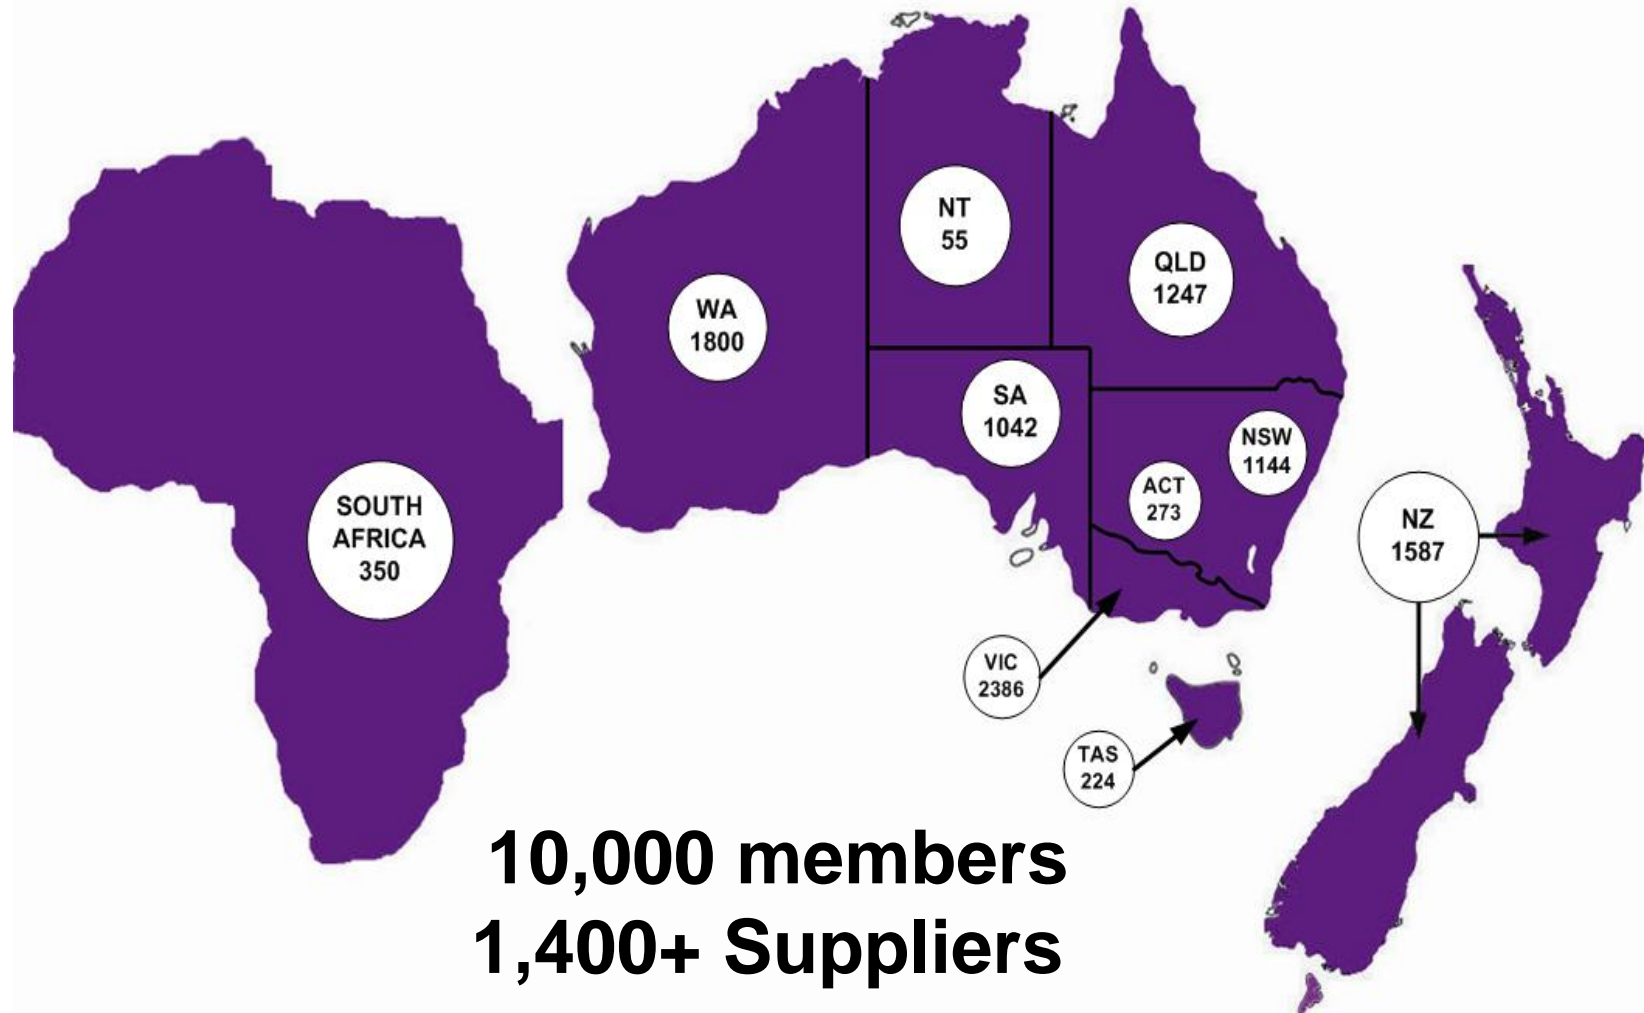 NT
55
QLD
1247
WA
1800
SA
1042
NSW
1144
ACT
273
SOUTH
AFRICA
350
NZ
1587
VIC
2386
TAS
224
10,000 members
1,400+ Suppliers